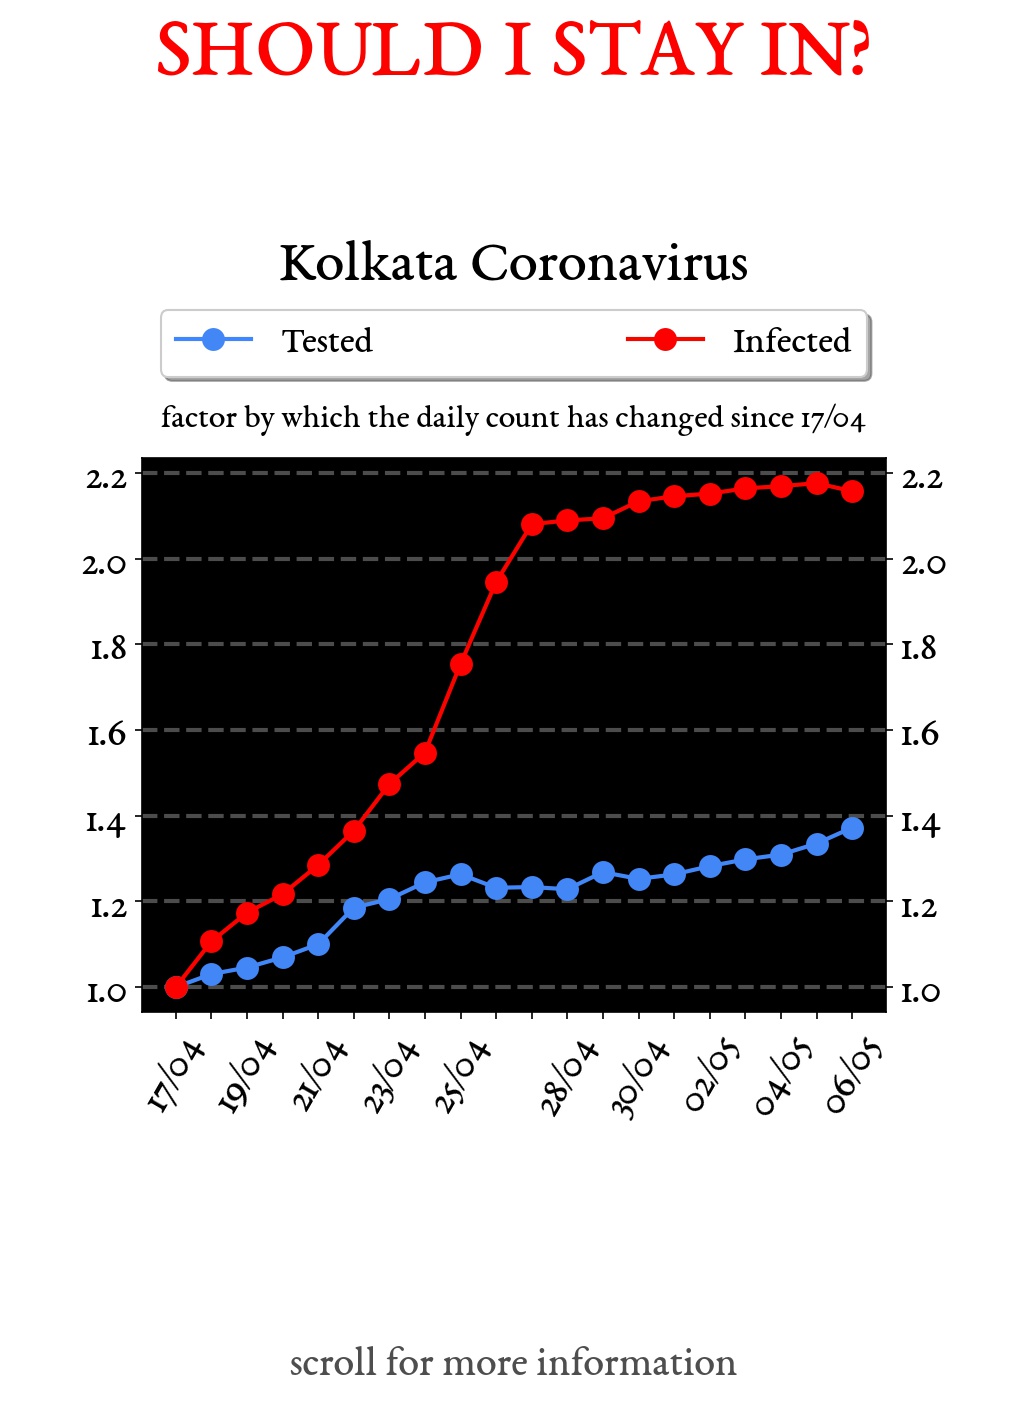 SHOULD I STAY IN?
Kolkata Coronavirus
Tested Infected
factor by which the daily count has changed since 17/04
2.2 2.2
2.0 2.0
1.8 1.8
1.6 1.6
1.4 1.4
1.2 1.2
1.0 1.0
17/04 19/04 21/04 23/04 25/04 28/04 30/04 02/05 04/05 06/05
scroll for more information